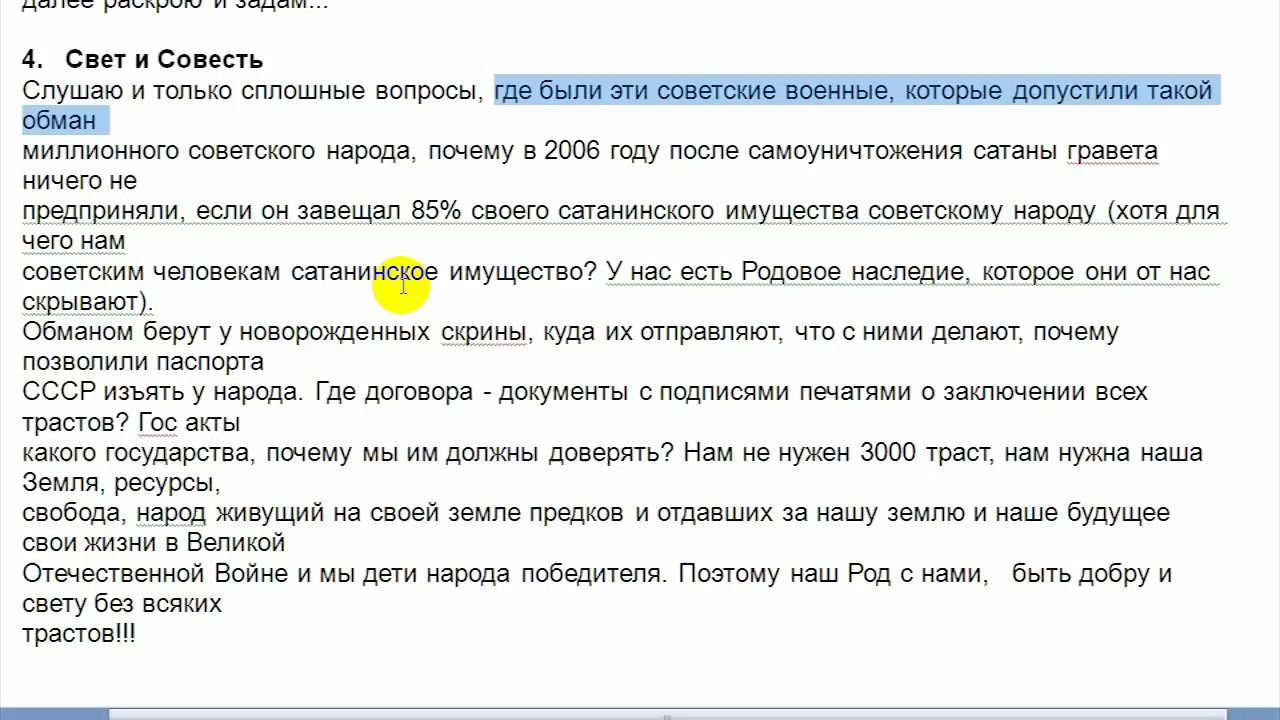 далее раскрою и задам...
4. Свет и Совесть
Слушаю и только сплошные вопросы, где были эти советские военные, которые допустили такой
обман
миллионного советского народа, почему в 2006 году после самоуничтожения сатаны гравета
ничего не
предприняли, если он завещал 85% своего сатанинского имущества советскому народу (хотя для
чего нам
советским человекам сатанинское имущество? У нас есть Родовое наследие, которое они от нас
скрывают).
Обманом берут у новорожденных скрины, куда их отправляют, что с ними делают, почему
позволили паспорта
СССР изъять у народа. Где договора - документы с подписями печатями о заключении всех
трастов? Гос акты
какого государства, почему мы им должны доверять? Нам не нужен 3000 траст, нам нужна наша
Земля, ресурсы,
свобода, народ живущий на своей земле предков и отдавших за нашу землю и наше будущее
свои жизни в Великой
Отечественной Войне и мы дети народа победителя. Поэтому наш Род с нами, быть добру и
свету без всяких
трастов!!!